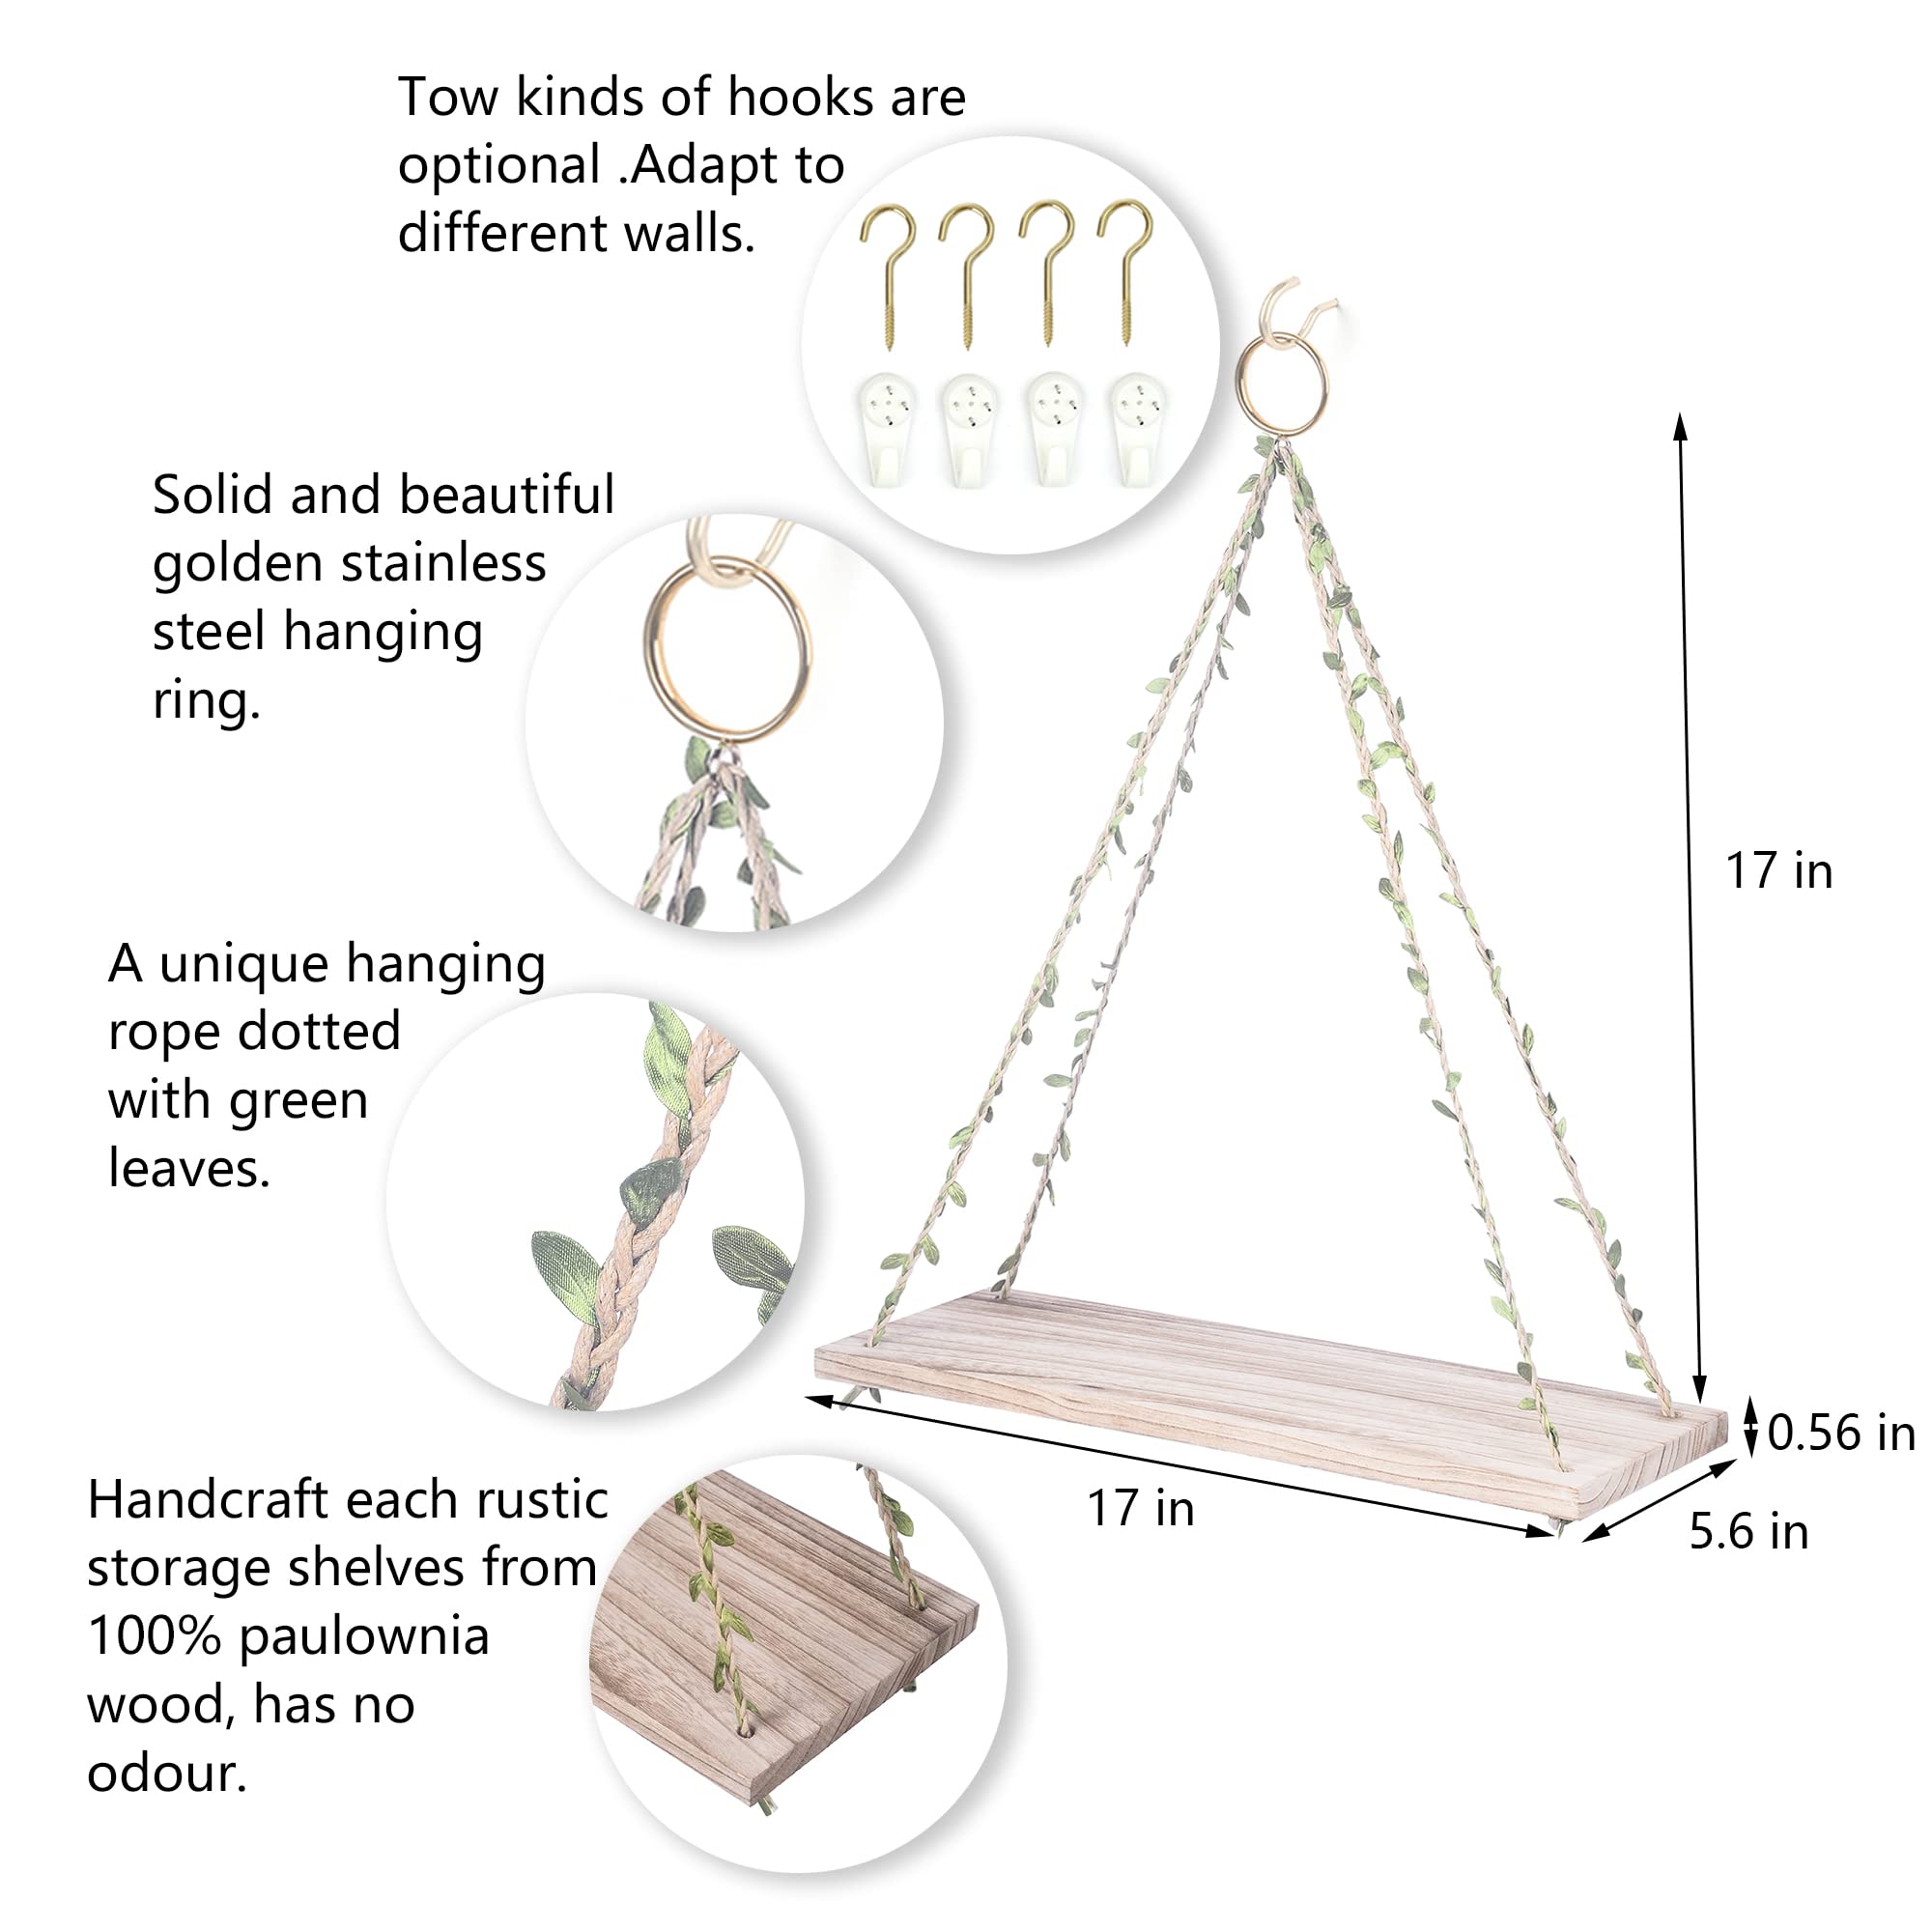 Tow kinds of hooks are
optional .Adapt to
different walls.
Solid and beautiful
golden stainless
steel hanging
ring.
A unique hanging
rope dotted
with green
leaves.
Handcraft each rustic
storage shelves from
100% paulownia
wood, has no
odour.
17 in
0.56 in
17 in
5.6 in